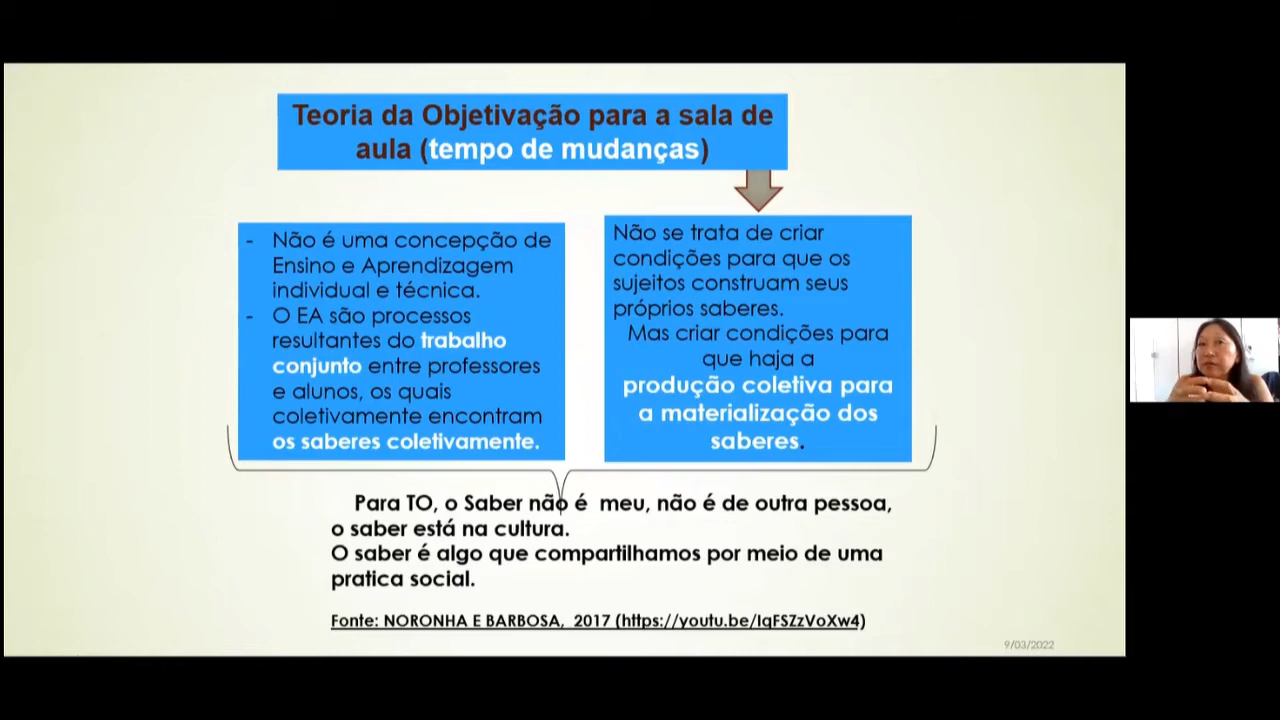 Teoria da Objetivação para a sala de
aula (tempo de mudanças)
- Não é uma concepção de
Ensino e Aprendizagem
individual e técnica.
- O EA são processos
resultantes do trabalho
conjunto entre professores
e alunos, os quais
coletivamente encontram
os saberes coletivamente.
Não se trata de criar
condições para que os
sujeitos construam seus
próprios saberes.
Mas criar condições para
que haja a
produção coletiva para
a materialização dos
saberes.
Para TO, o Saber não é meu, não é de outra pessoa,
o saber está na cultura.
O saber é algo que compartilhamos por meio de uma
pratica social.
Fonte: NORONHA E BARBOSA, 2017 (https://youtu.be/IqFSZzVoXw4)
9/03/2022